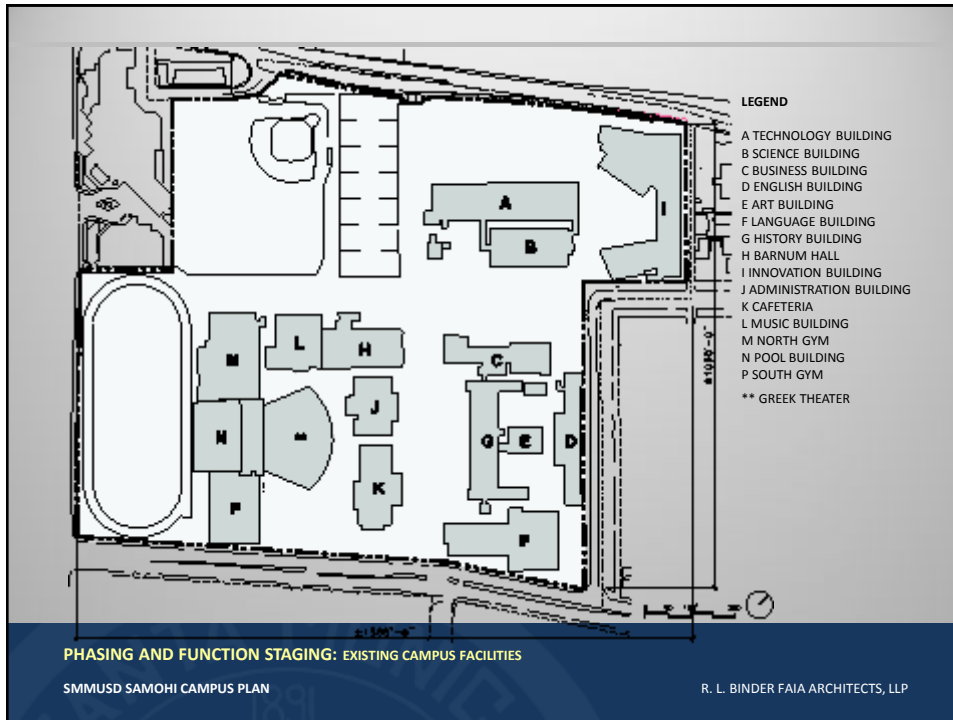 LEGEND
A TECHNOLOGY BUILDING
B SCIENCE BUILDING
C BUSINESS BUILDING
D ENGLISH BUILDING
E ART BUILDING
F LANGUAGE BUILDING
G HISTORY BUILDING
H BARNUM HALL
I INNOVATION BUILDING
J ADMINISTRATION BUILDING
K CAFETERIA
L MUSIC BUILDING
M NORTH GYM
N POOL BUILDING
P SOUTH GYM
** GREEK THEATER
A
I
B
L
H
M
C
J
N
**
G
E
D
K
P
F
PHASING AND FUNCTION STAGING: EXISTING CAMPUS FACILITIES
SMMUSD SAMOHI CAMPUS PLAN
R. L. BINDER FAIA ARCHITECTS, LLP